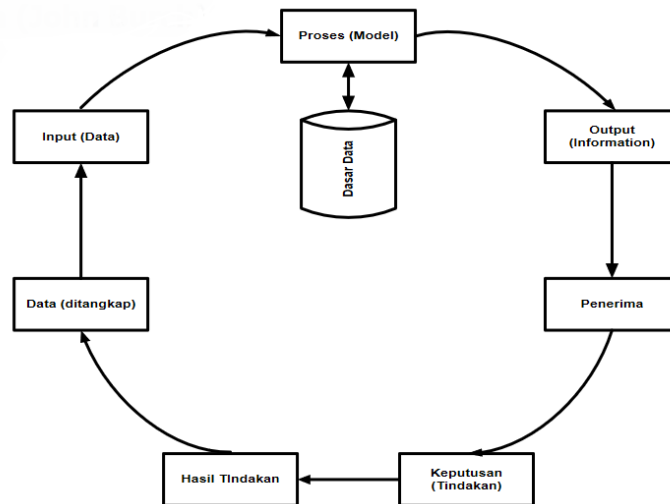 Proses (Model)
Input (Data)
Output
(Information)
Dasar Data
Data (ditangkap)
Penerima
Hasil TIndakan
Keputusan
(Tindakan)